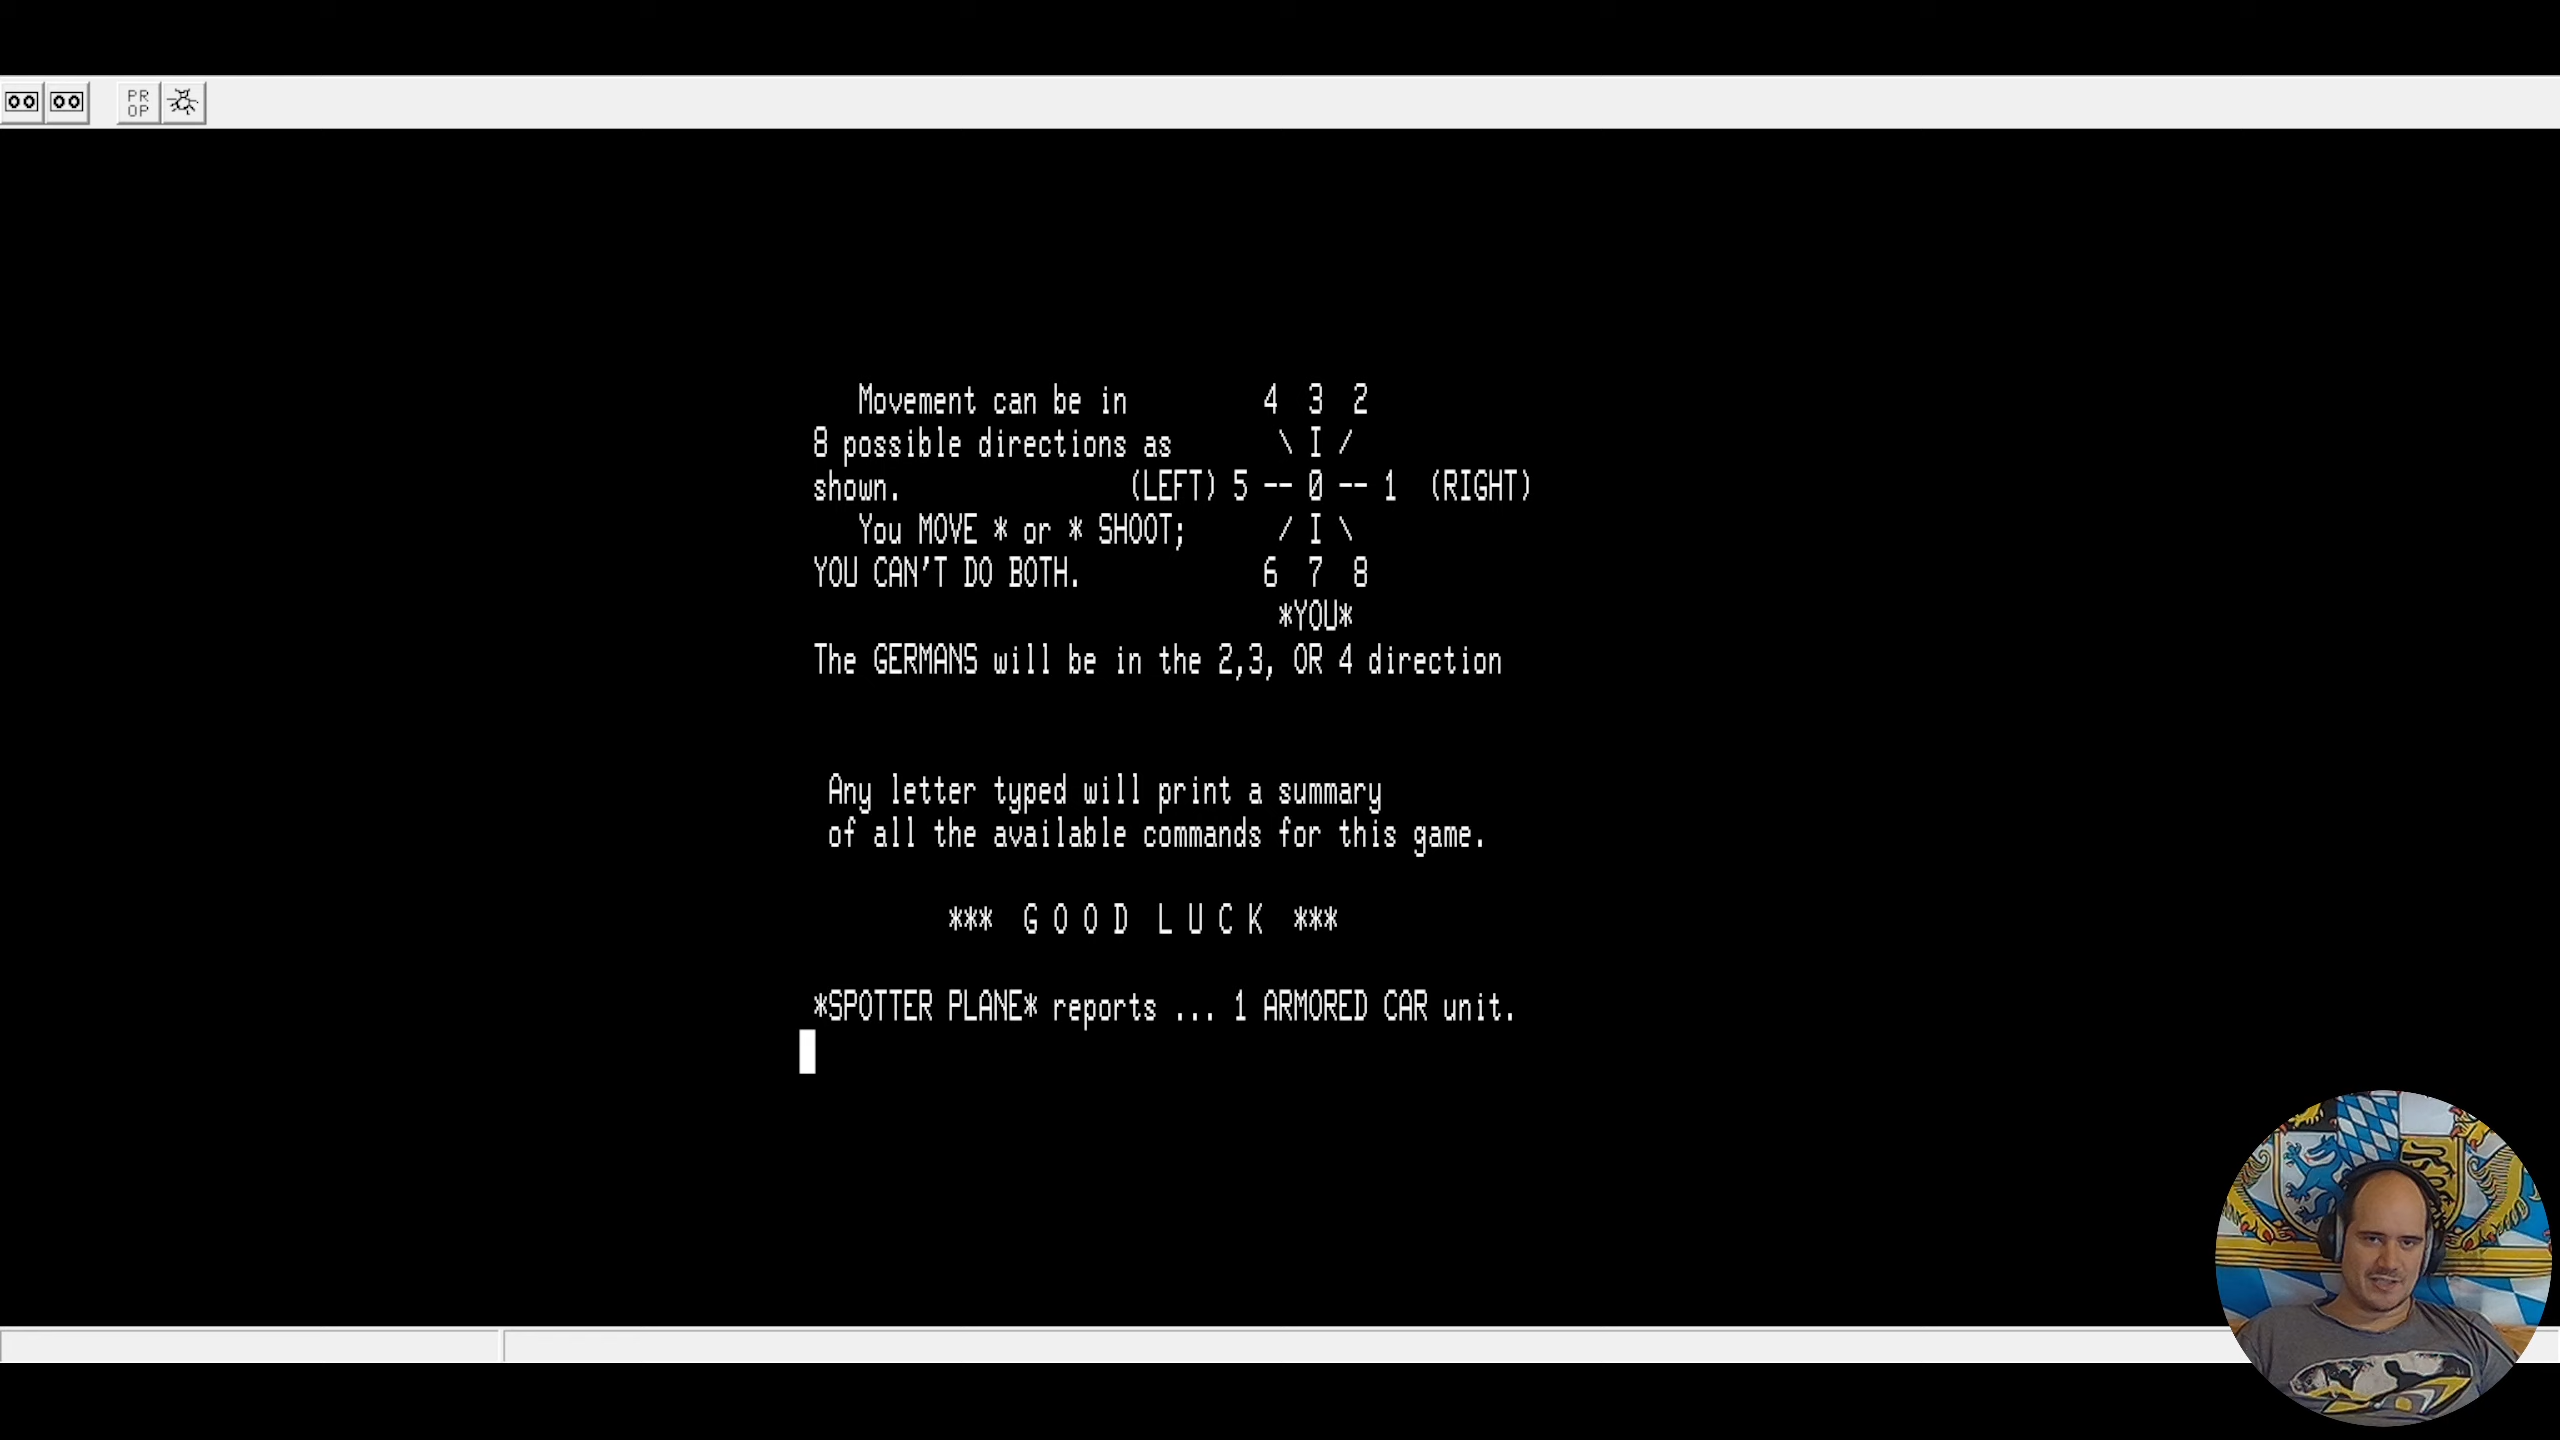 PR
OP
Movement can be in 4 3 2
8 possible directions as \ I /
shown. (LEFT) 5 -- 0 -- 1 (RIGHT)
You MOVE * or * SHOOT; / I \
YOU CAN'T DO BOTH. 6 7 8
*YOU*
The GERMANS will be in the 2,3, OR 4 direction
Any letter typed will print a summary
of all the available commands for this game.
*** G O O D L U C K ***
*SPOTTER PLANE* reports ... 1 ARMORED CAR unit.